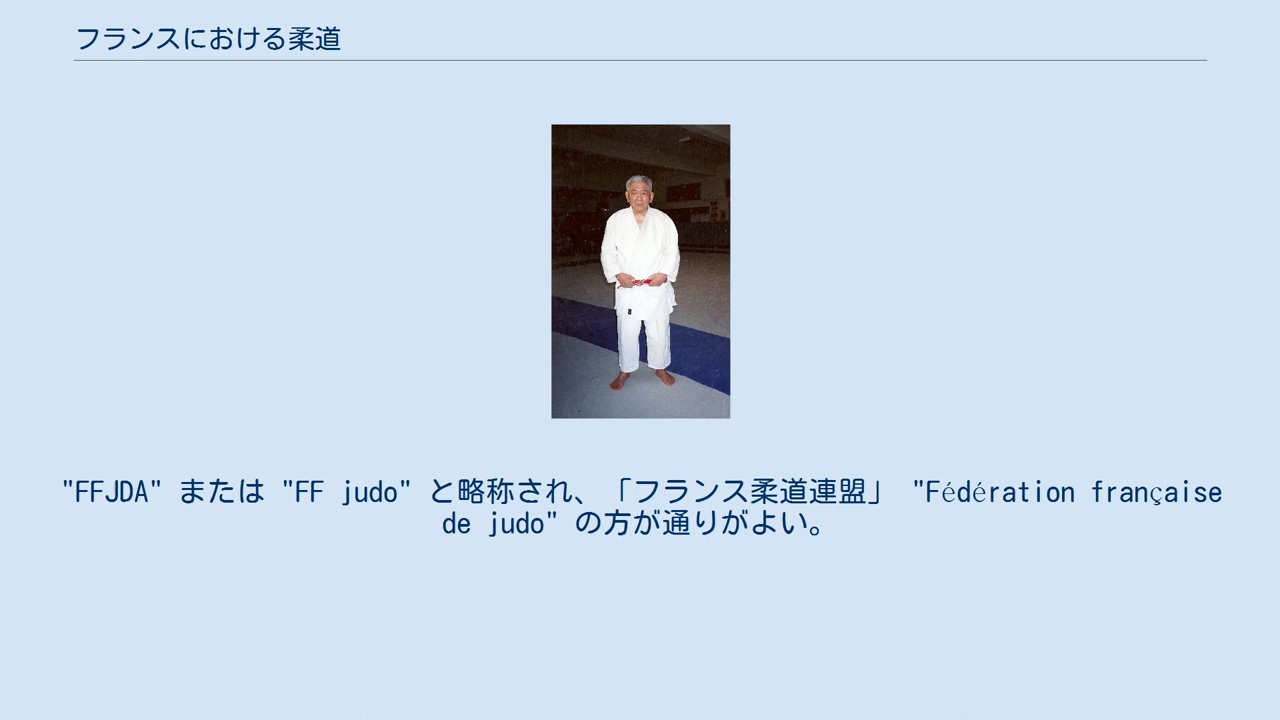 フランスにおける柔道
"FFJDA" または "FF judo" と略称され、「フランス柔道連盟」 "Fédération française
de judo" の方が通りがよい。